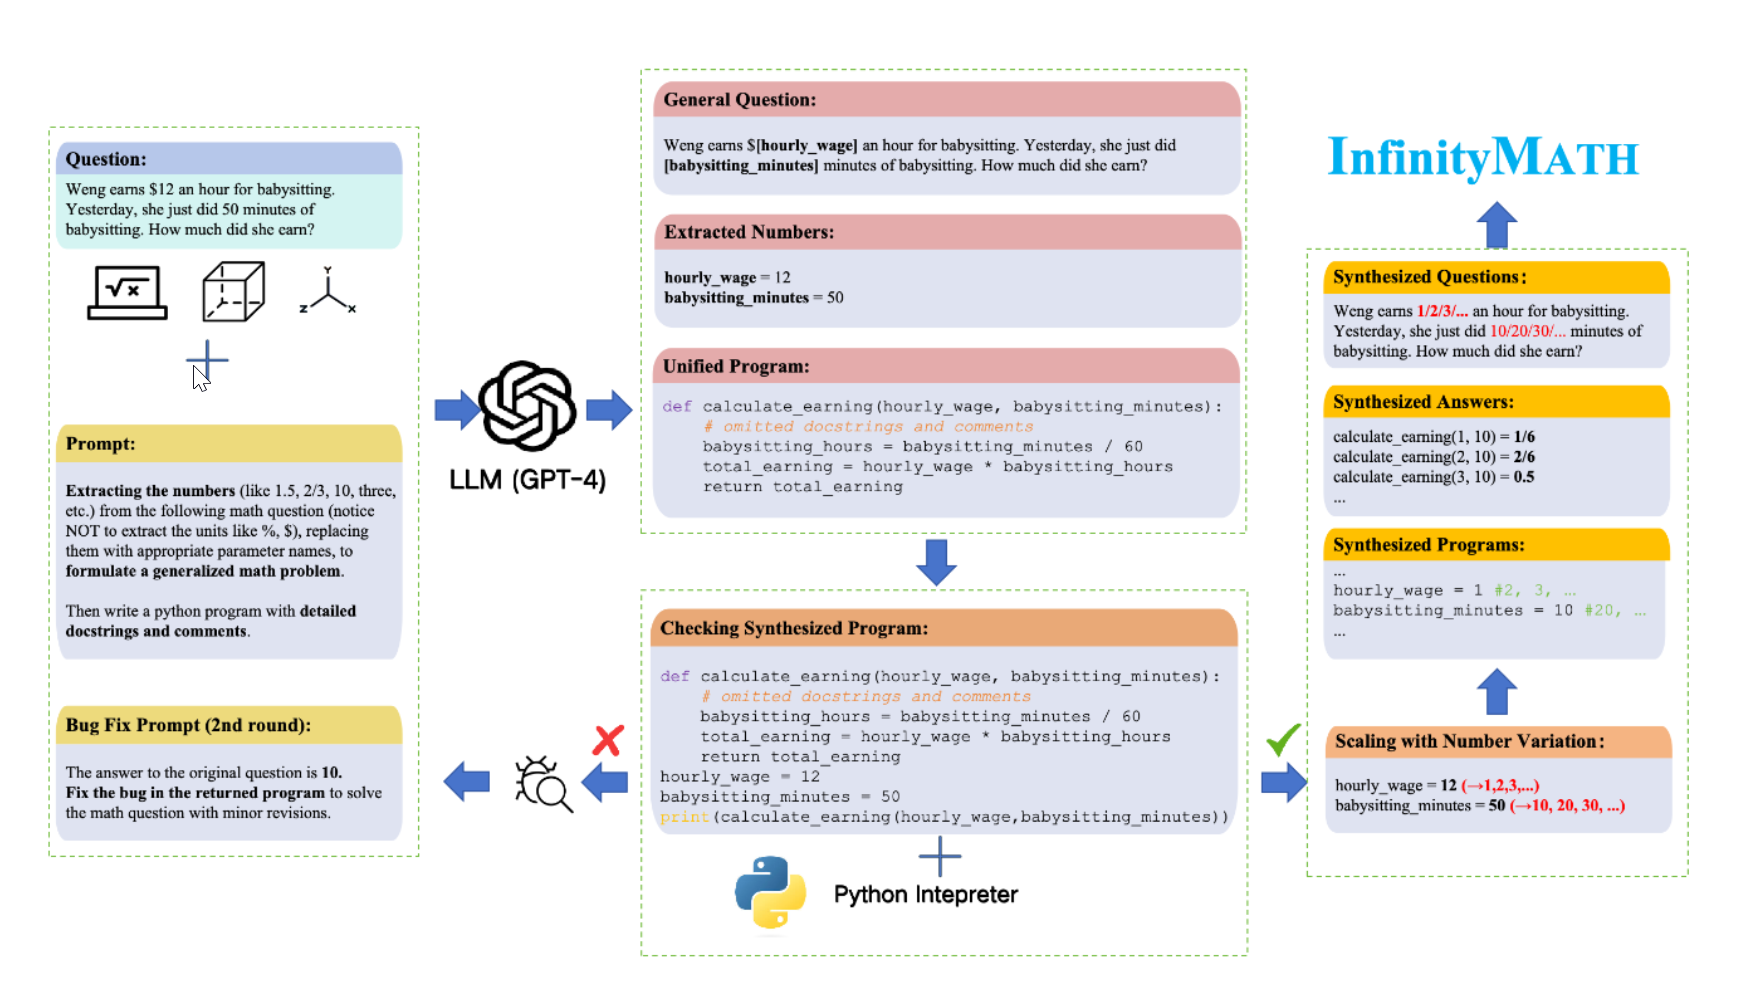 Question:
Weng earns $12 an hour for babysitting.
Yesterday, she just did 50 minutes of
babysitting. How much did she earn?
√x
Y
Z
X
Prompt:
Extracting the numbers (like 1.5, 2/3, 10, three,
etc.) from the following math question (notice
NOT to extract the units like %, $), replacing
them with appropriate parameter names, to
formulate a generalized math problem.
Then write a python program with detailed
docstrings and comments.
Bug Fix Prompt (2nd round):
The answer to the original question is 10.
Fix the bug in the returned program to solve
the math question with minor revisions.
LLM (GPT-4)
General Question:
Weng earns $[hourly_wage] an hour for babysitting. Yesterday, she just did
[babysitting_minutes] minutes of babysitting. How much did she earn?
Extracted Numbers:
hourly_wage = 12
babysitting_minutes = 50
Unified Program:
def calculate_earning(hourly_wage, babysitting_minutes):
# omitted docstrings and comments
babysitting_hours = babysitting_minutes / 60
total_earning = hourly_wage * babysitting_hours
return total_earning
Checking Synthesized Program:
def calculate_earning(hourly_wage, babysitting_minutes):
# omitted docstrings and comments
babysitting_hours = babysitting_minutes / 60
total_earning = hourly_wage * babysitting_hours
return total_earning
hourly_wage = 12
babysitting_minutes = 50
print(calculate_earning(hourly_wage,babysitting_minutes))
Python Intepreter
InfinityMATH
Synthesized Questions:
Weng earns 1/2/3/... an hour for babysitting.
Yesterday, she just did 10/20/30/... minutes of
babysitting. How much did she earn?
Synthesized Answers:
calculate_earning(1, 10) = 1/6
calculate_earning(2, 10) = 2/6
calculate_earning(3, 10) = 0.5
...
Synthesized Programs:
...
hourly_wage = 1 #2, 3, …
babysitting_minutes = 10 #20, …
...
Scaling with Number Variation:
hourly_wage = 12 (→1,2,3,...)
babysitting_minutes = 50 (→10, 20, 30, ...)